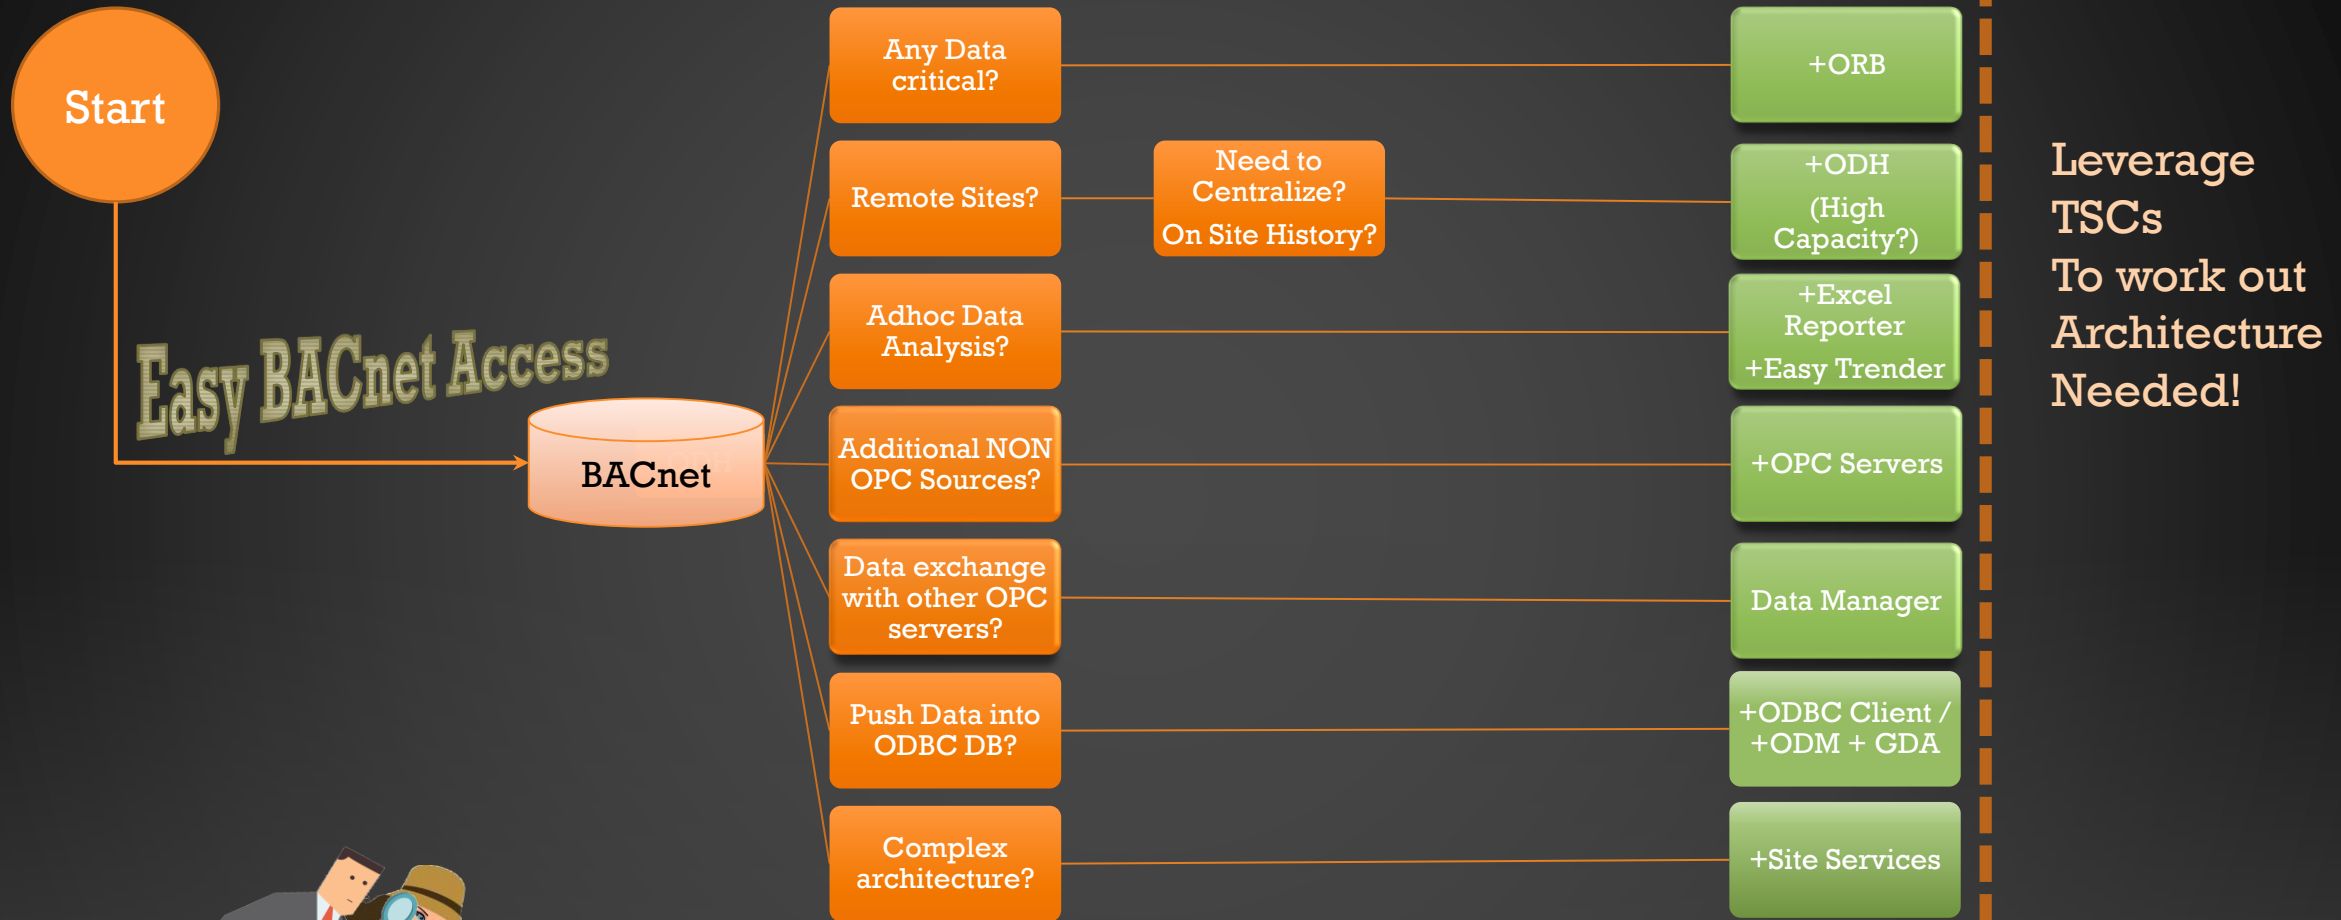 Start
Easy BACnet Access
BACnet
Any Data
critical?
+ORB
Remote Sites?
Need to
Centralize?
On Site History?
+ODH
(High
Capacity?)
Adhoc Data
Analysis?
+Excel
Reporter
+Easy Trender
Additional NON
OPC Sources?
+OPC Servers
Data exchange
with other OPC
servers?
Data Manager
Push Data into
ODBC DB?
+ODBC Client /
+ODM + GDA
Complex
architecture?
+Site Services
Leverage
TSCs
To work out
Architecture
Needed!